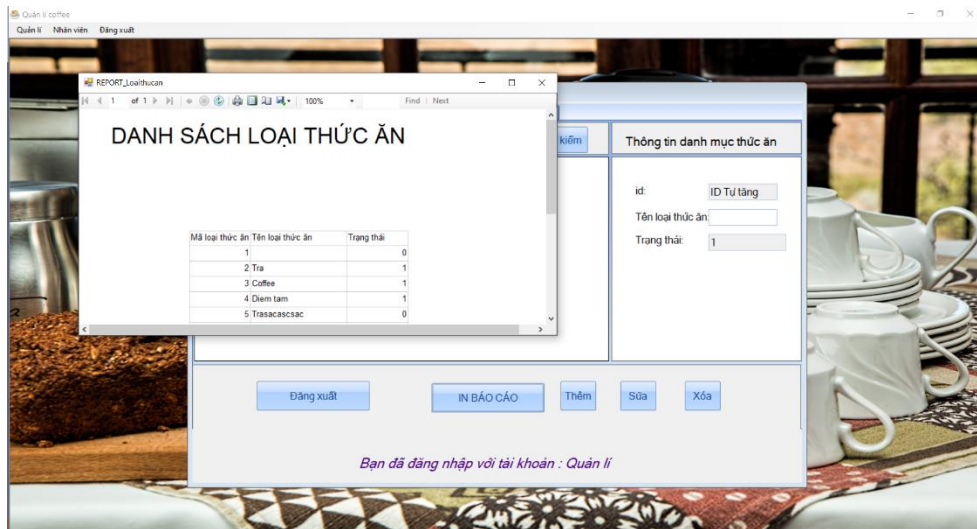 Quản lí coffee
Quản lí Nhân viên Đăng xuất
REPORT_Loaithucan
1 of 1 100% Find | Next
DANH SÁCH LOẠI THỨC ĂN
Mã loại thức ăn Tên loại thức ăn Trạng thái
1 0
2 Tra 1
3 Coffee 1
4 Diem tam 1
5 Trasacascsac 0
kiếm
Thông tin danh mục thức ăn
id: ID Tự tăng
Tên loại thức ăn:
Trạng thái: 1
Đăng xuất IN BÁO CÁO Thêm Sửa Xóa
Bạn đã đăng nhập với tài khoản : Quản lí